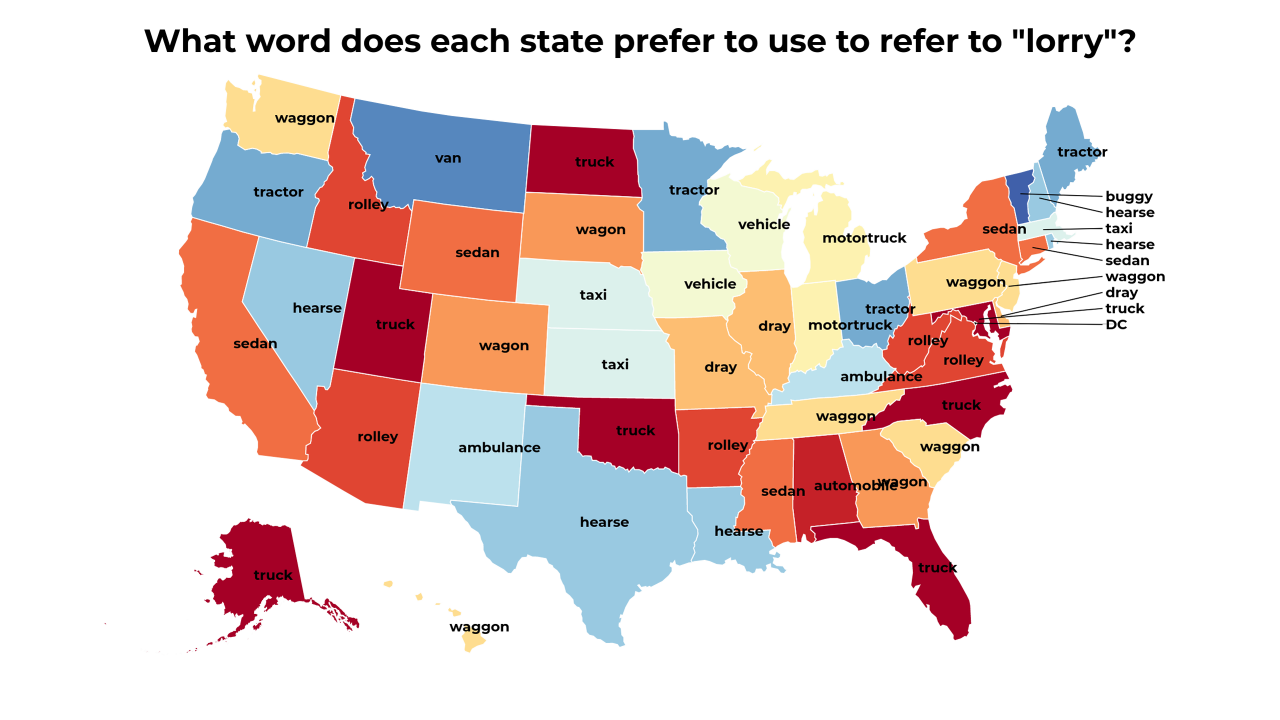 What word does each state prefer to use to refer to "lorry"?
waggon
van
truck
tractor
tractor
tractor
rolley
buggy
hearse
wagon
vehicle
sedan
taxi
motortruck
hearse
sedan
sedan
waggon
waggon
vehicle
dray
taxi
hearse
truck
tractor
truck
dray
motortruck
DC
sedan
wagon
rolley
rolley
taxi
dray
ambulance
truck
waggon
rolley
truck
rolley
waggon
ambulance
wagon
automobile
sedan
hearse
hearse
truck
truck
waggon